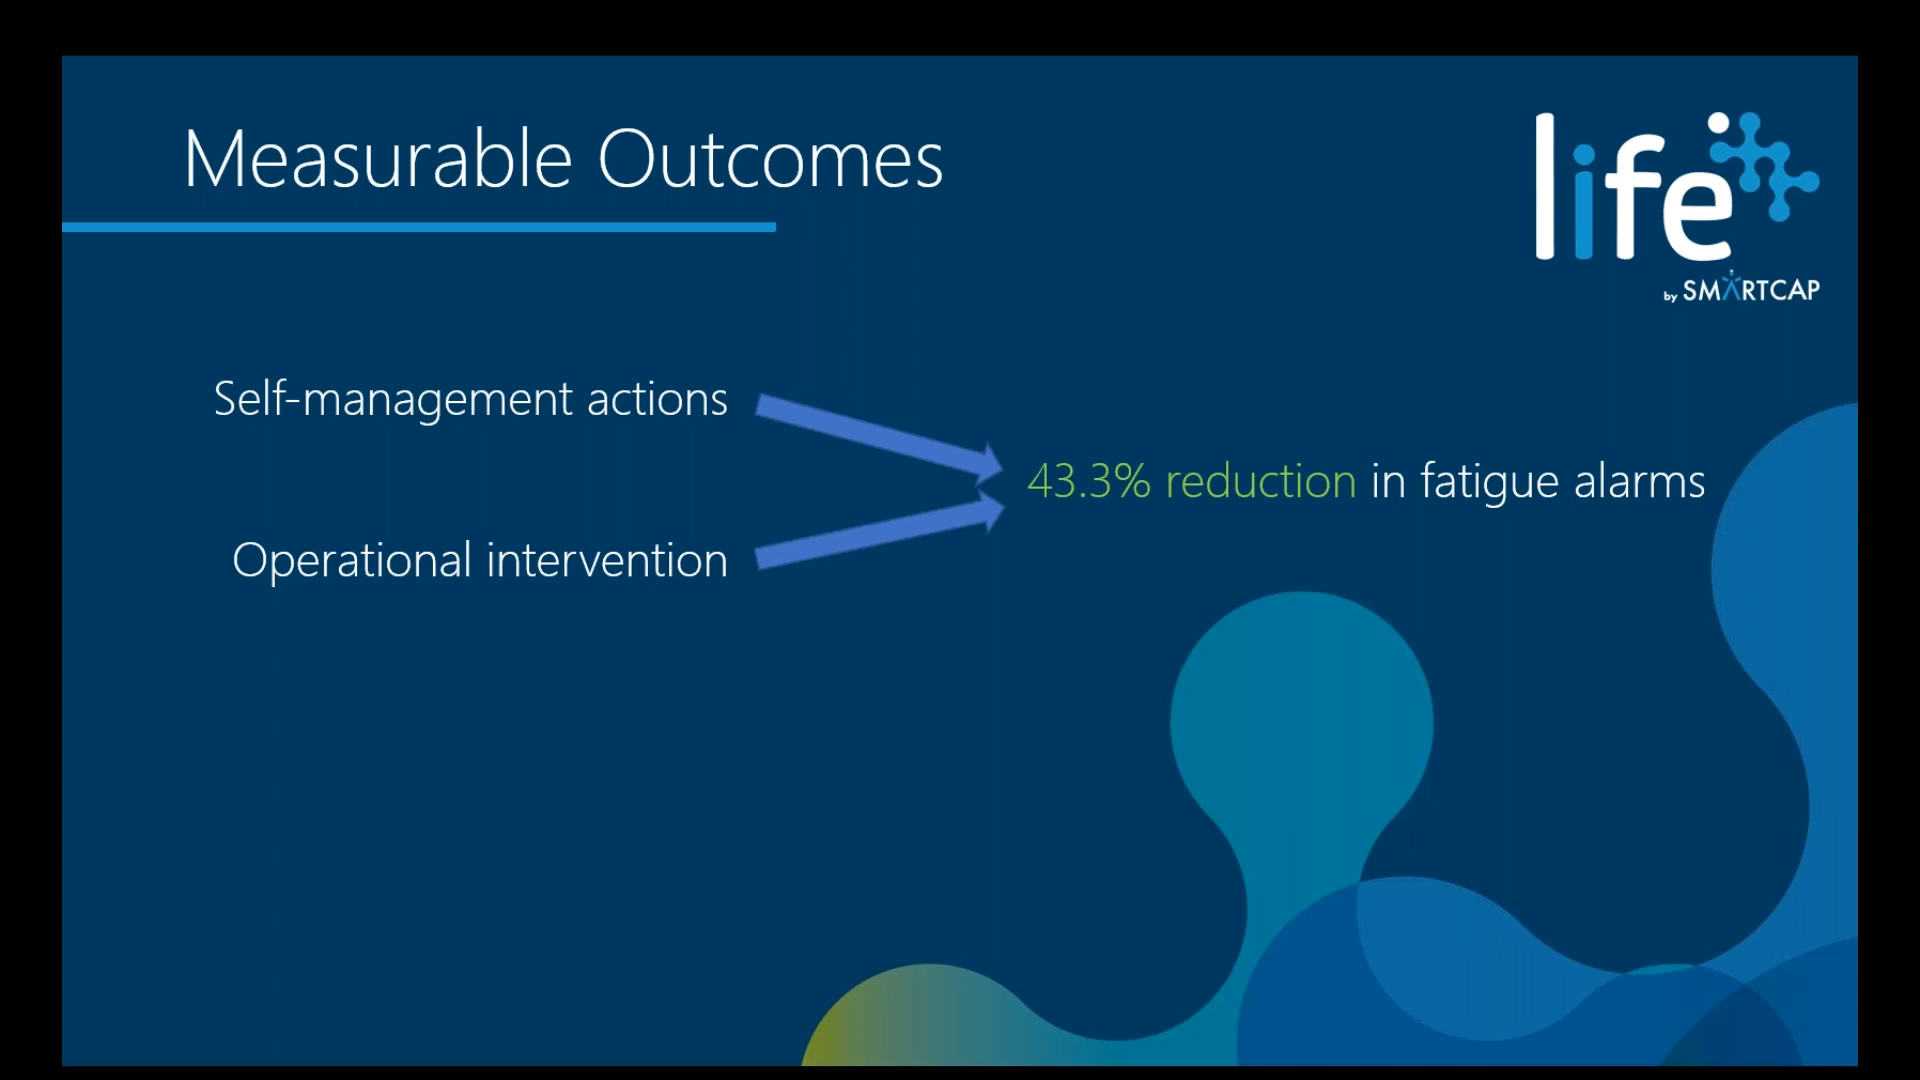 Measurable Outcomes
life
by SMARTCAP
Self-management actions
43.3% reduction in fatigue alarms
Operational intervention